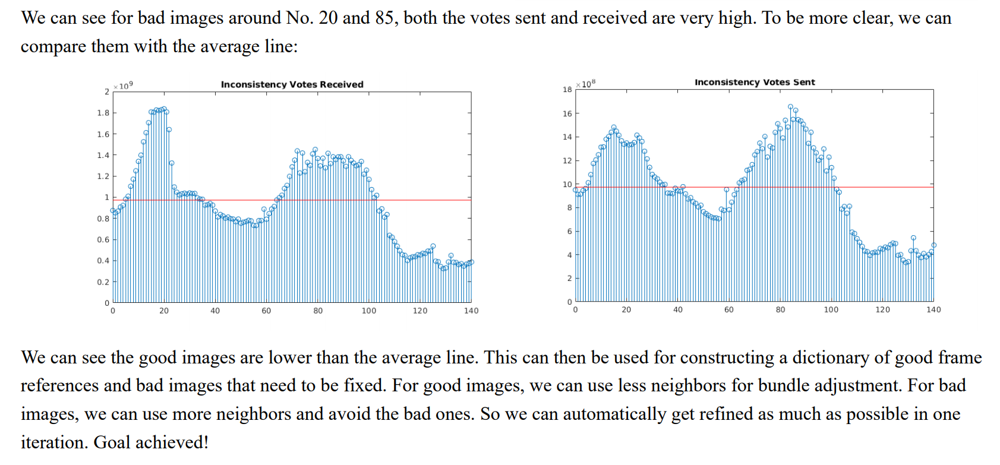 We can see for bad images around No. 20 and 85, both the votes sent and received are very high. To be more clear, we can
compare them with the average line:
Inconsistency Votes Received
×10⁹
2
1.8
1.6
1.4
1.2
1
0.8
0.6
0.4
0.2
0
0 20 40 60 80 100 120 140
Inconsistency Votes Sent
×10⁸
18
16
14
12
10
8
6
4
2
0
0 20 40 60 80 100 120 140
We can see the good images are lower than the average line. This can then be used for constructing a dictionary of good frame
references and bad images that need to be fixed. For good images, we can use less neighbors for bundle adjustment. For bad
images, we can use more neighbors and avoid the bad ones. So we can automatically get refined as much as possible in one
iteration. Goal achieved!